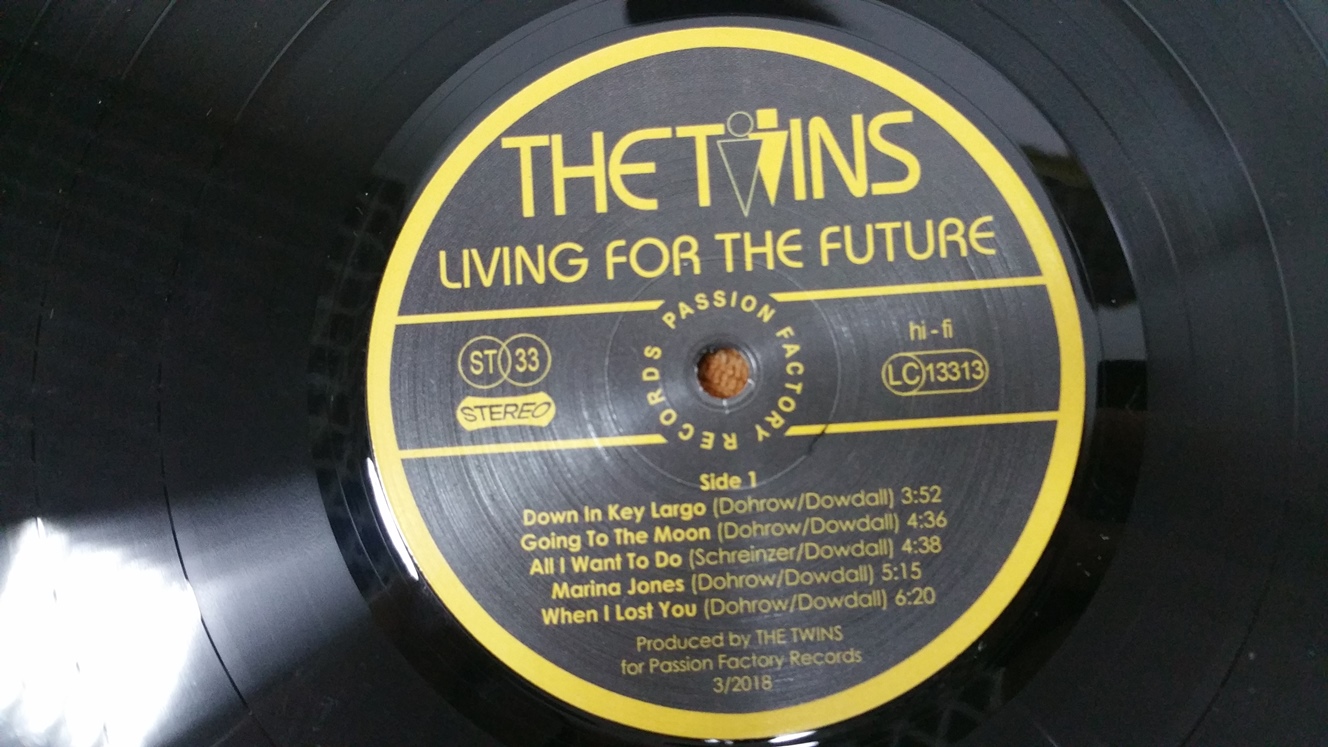 THE TWINS
LIVING FOR THE FUTURE
PASSION FACTORY RECORDS
ST 33
STEREO
hi-fi
LC 13313
Side 1
Down In Key Largo (Dohrow/Dowdall) 3:52
Going To The Moon (Dohrow/Dowdall) 4:36
All I Want To Do (Schreinzer/Dowdall) 4:38
Marina Jones (Dohrow/Dowdall) 5:15
When I Lost You (Dohrow/Dowdall) 6:20
Produced by THE TWINS
for Passion Factory Records
3/2018